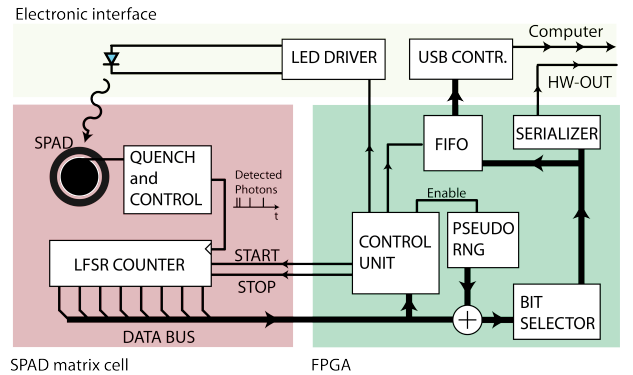 Electronic interface
Computer
LED DRIVER
USB CONTR.
HW-OUT
SPAD
QUENCH
and
CONTROL
Detected
Photons
t
FIFO
SERIALIZER
Enable
LFSR COUNTER
START
STOP
CONTROL
UNIT
PSEUDO
RNG
BIT
SELECTOR
DATA BUS
SPAD matrix cell
FPGA